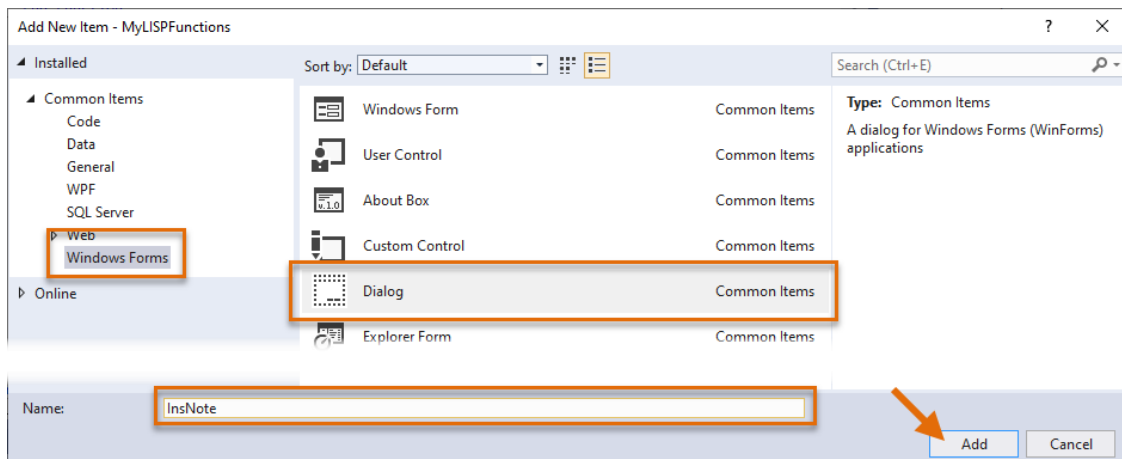 Add New Item - MyLISPFunctions
?
Installed
Sort by: Default
Search (Ctrl+E)
Common Items
Code
Data
General
WPF
SQL Server
Web
Windows Forms
Online
Windows Form Common Items
User Control Common Items
v.1.0
About Box Common Items
Custom Control Common Items
Dialog Common Items
Explorer Form Common Items
Type: Common Items
A dialog for Windows Forms (WinForms)
applications
Name: InsNote
Add Cancel